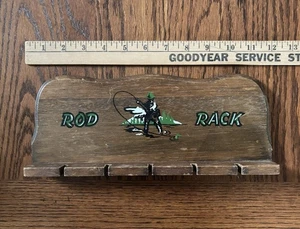 1 2 3 4 5 6 7 8 9 10 11 12 13
GOODYEAR SERVICE ST
ROD RACK